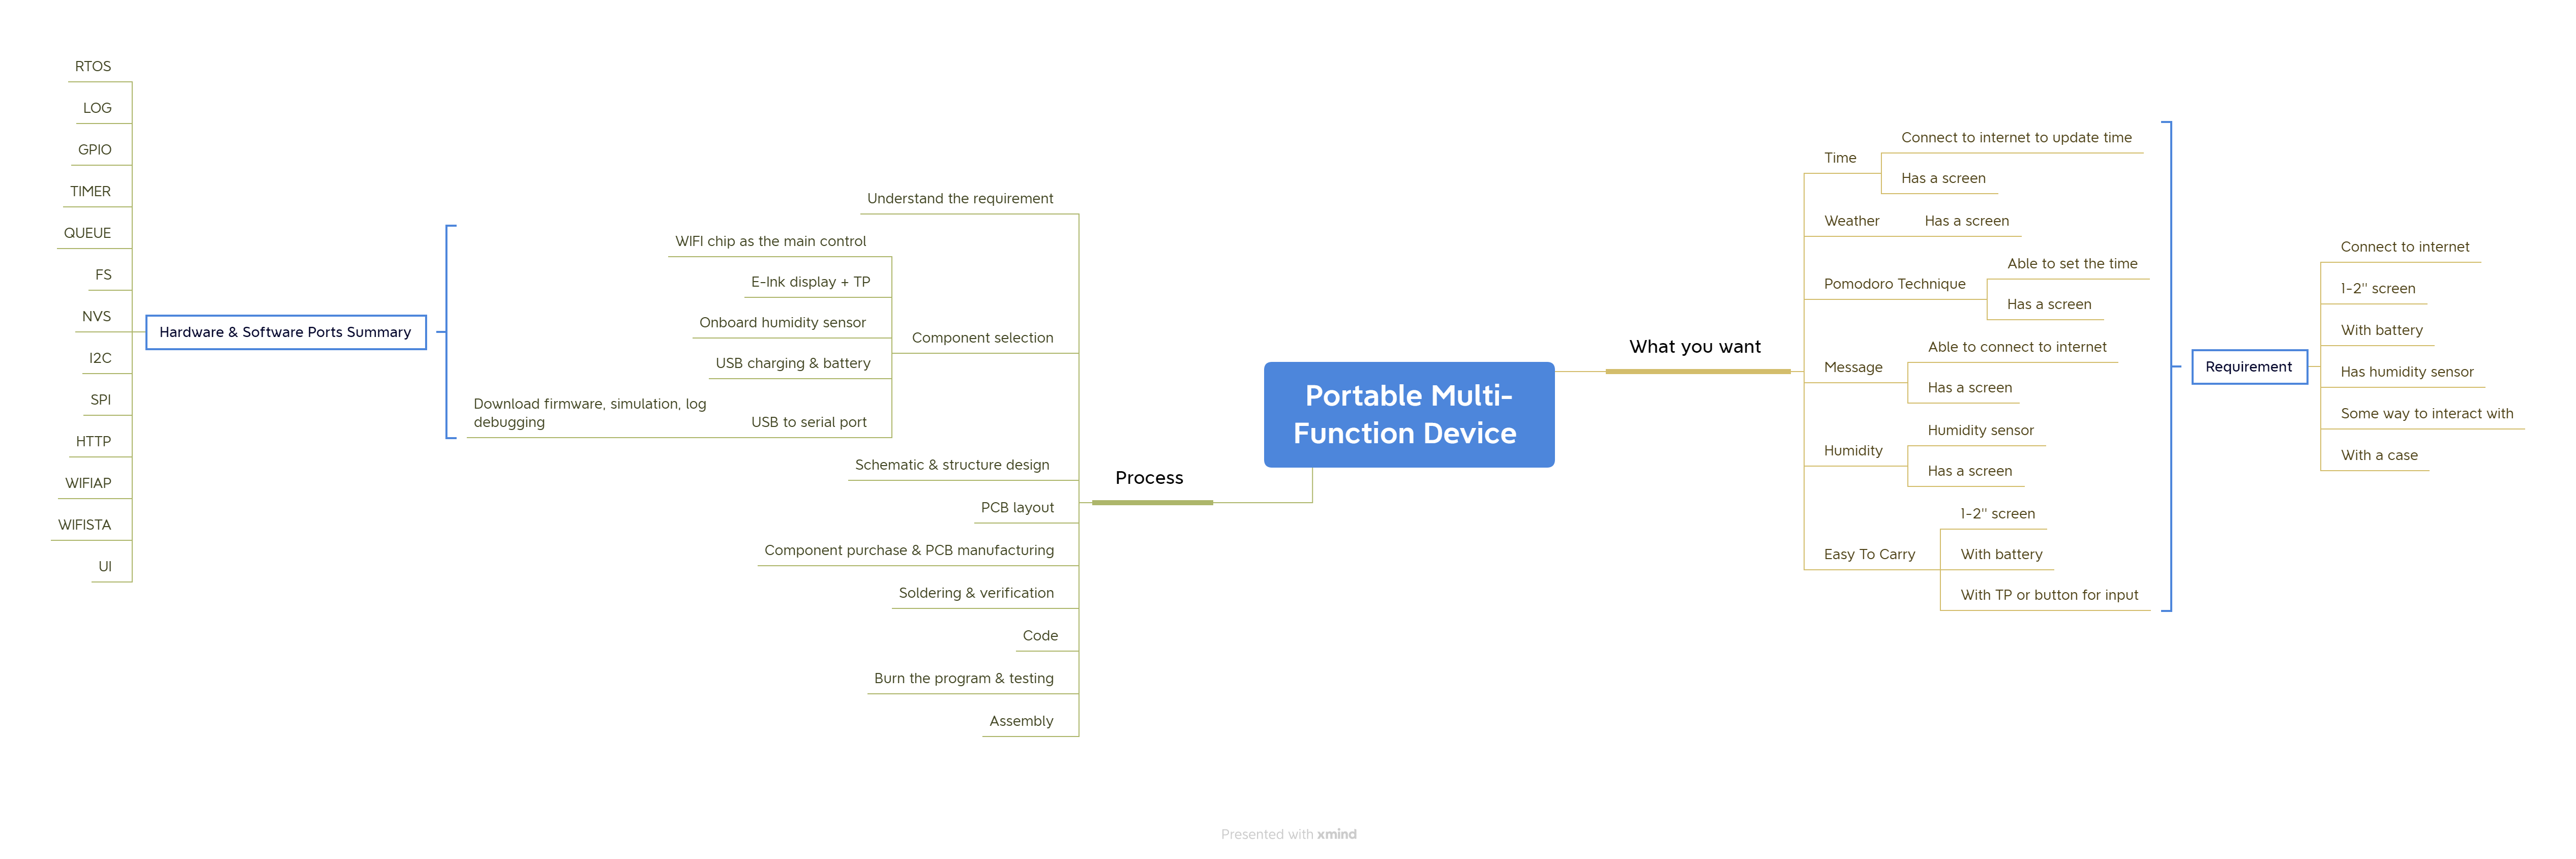 Portable Multi-
Function Device
What you want
Time
Connect to internet to update time
Has a screen
Weather
Has a screen
Pomodoro Technique
Able to set the time
Has a screen
Message
Able to connect to internet
Has a screen
Humidity
Humidity sensor
Has a screen
Easy To Carry
1-2" screen
With battery
With TP or button for input
Requirement
Connect to internet
1-2" screen
With battery
Has humidity sensor
Some way to interact with
With a case
Process
Understand the requirement
Component selection
WIFI chip as the main control
E-Ink display + TP
Onboard humidity sensor
USB charging & battery
USB to serial port
Download firmware, simulation, log
debugging
Schematic & structure design
PCB layout
Component purchase & PCB manufacturing
Soldering & verification
Code
Burn the program & testing
Assembly
Hardware & Software Ports Summary
RTOS
LOG
GPIO
TIMER
QUEUE
FS
NVS
I2C
SPI
HTTP
WIFIAP
WIFISTA
UI
Presented with xmind